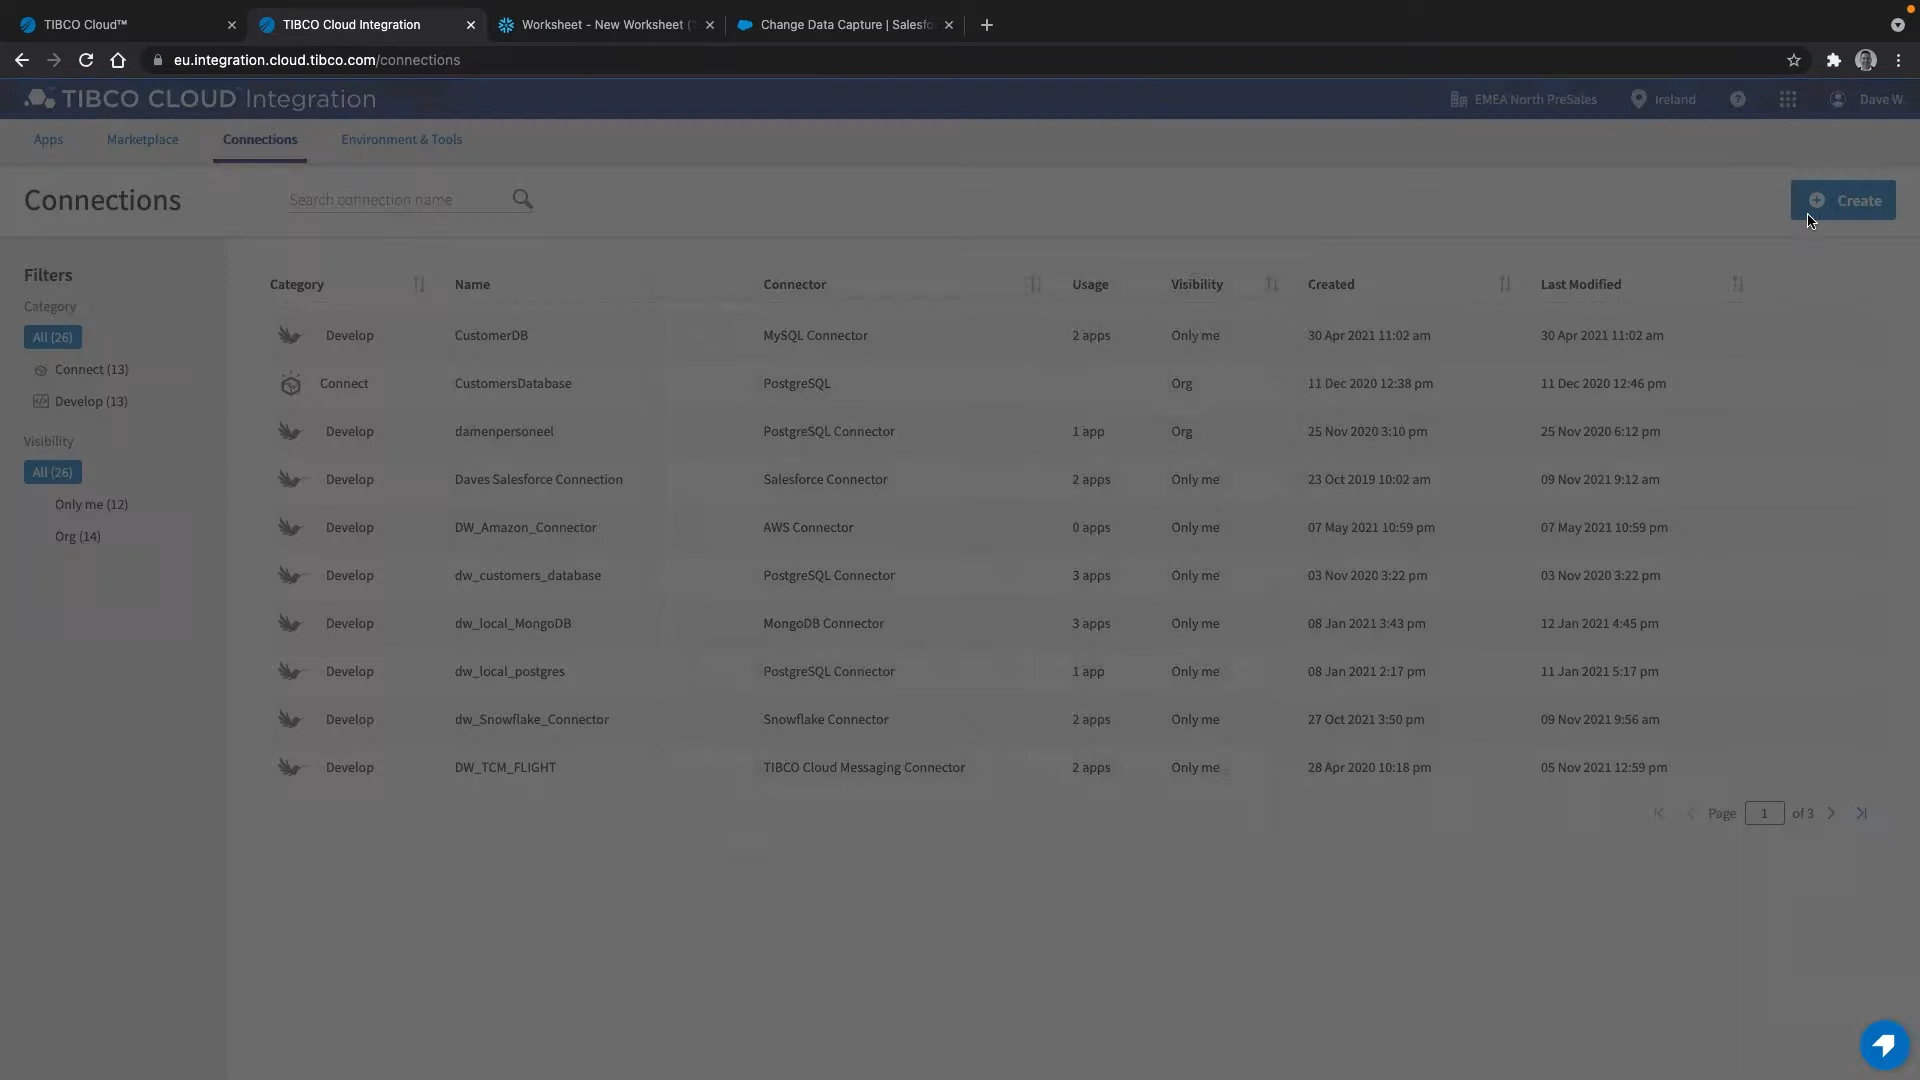 TIBCO Cloud™
TIBCO Cloud Integration
Worksheet - New Worksheet (
Change Data Capture | Salesfo
eu.integration.cloud.tibco.com/connections
TIBCO CLOUD Integration
EMEA North PreSales
Ireland
Dave W
Apps
Marketplace
Connections
Environment & Tools
Connections
Search connection name
Create
Filters
Category
All (26)
Connect (13)
Develop (13)
Visibility
All (26)
Only me (12)
Org (14)
Category Name Connector Usage Visibility Created Last Modified
Develop CustomerDB MySQL Connector 2 apps Only me 30 Apr 2021 11:02 am 30 Apr 2021 11:02 am
Connect CustomersDatabase PostgreSQL Org 11 Dec 2020 12:38 pm 11 Dec 2020 12:46 pm
Develop damenpersoneel PostgreSQL Connector 1 app Org 25 Nov 2020 3:10 pm 25 Nov 2020 6:12 pm
Develop Daves Salesforce Connection Salesforce Connector 2 apps Only me 23 Oct 2019 10:02 am 09 Nov 2021 9:12 am
Develop DW_Amazon_Connector AWS Connector 0 apps Only me 07 May 2021 10:59 pm 07 May 2021 10:59 pm
Develop dw_customers_database PostgreSQL Connector 3 apps Only me 03 Nov 2020 3:22 pm 03 Nov 2020 3:22 pm
Develop dw_local_MongoDB MongoDB Connector 3 apps Only me 08 Jan 2021 3:43 pm 12 Jan 2021 4:45 pm
Develop dw_local_postgres PostgreSQL Connector 1 app Only me 08 Jan 2021 2:17 pm 11 Jan 2021 5:17 pm
Develop dw_Snowflake_Connector Snowflake Connector 2 apps Only me 27 Oct 2021 3:50 pm 09 Nov 2021 9:56 am
Develop DW_TCM_FLIGHT TIBCO Cloud Messaging Connector 2 apps Only me 28 Apr 2020 10:18 pm 05 Nov 2021 12:59 pm
Page 1 of 3